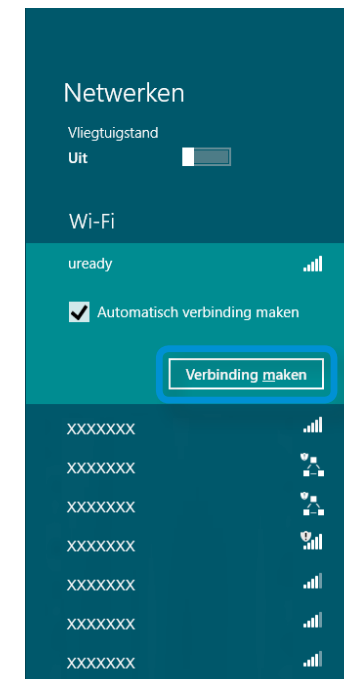 Netwerken
Vliegtuigstand
Uit
Wi-Fi
uready
Automatisch verbinding maken
Verbinding maken
xxxxxxx
xxxxxxx
xxxxxxx
xxxxxxx
xxxxxxx
xxxxxxx
xxxxxxx